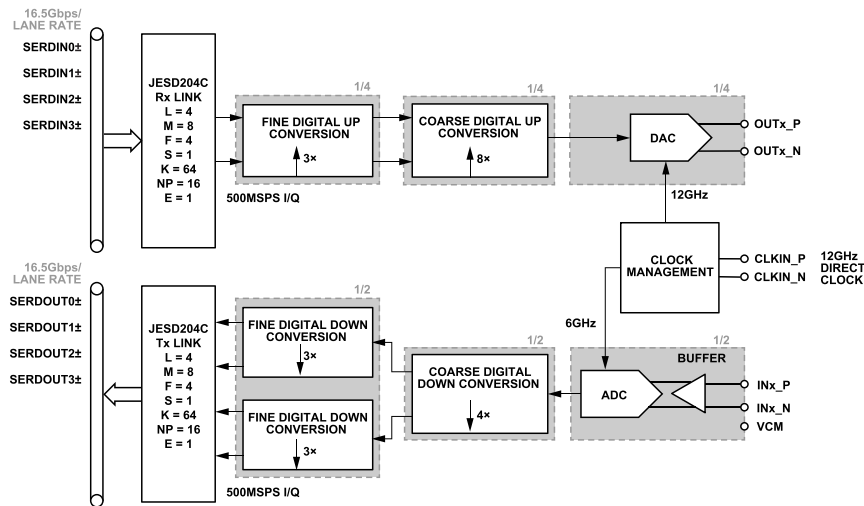 16.5Gbps/
LANE RATE
SERDIN0±
SERDIN1±
SERDIN2±
SERDIN3±
JESD204C
Rx LINK
L = 4
M = 8
F = 4
S = 1
K = 64
NP = 16
E = 1
1/4
FINE DIGITAL UP
CONVERSION
3×
500MSPS I/Q
1/4
COARSE DIGITAL UP
CONVERSION
8×
1/4
DAC
OUTx_P
OUTx_N
12GHz
CLOCK
MANAGEMENT
CLKIN_P
CLKIN_N
12GHz
DIRECT
CLOCK
6GHz
16.5Gbps/
LANE RATE
SERDOUT0±
SERDOUT1±
SERDOUT2±
SERDOUT3±
JESD204C
Tx LINK
L = 4
M = 8
F = 4
S = 1
K = 64
NP = 16
E = 1
1/2
FINE DIGITAL DOWN
CONVERSION
3×
FINE DIGITAL DOWN
CONVERSION
3×
500MSPS I/Q
1/2
COARSE DIGITAL
DOWN CONVERSION
4×
1/2
BUFFER
ADC
INx_P
INx_N
VCM